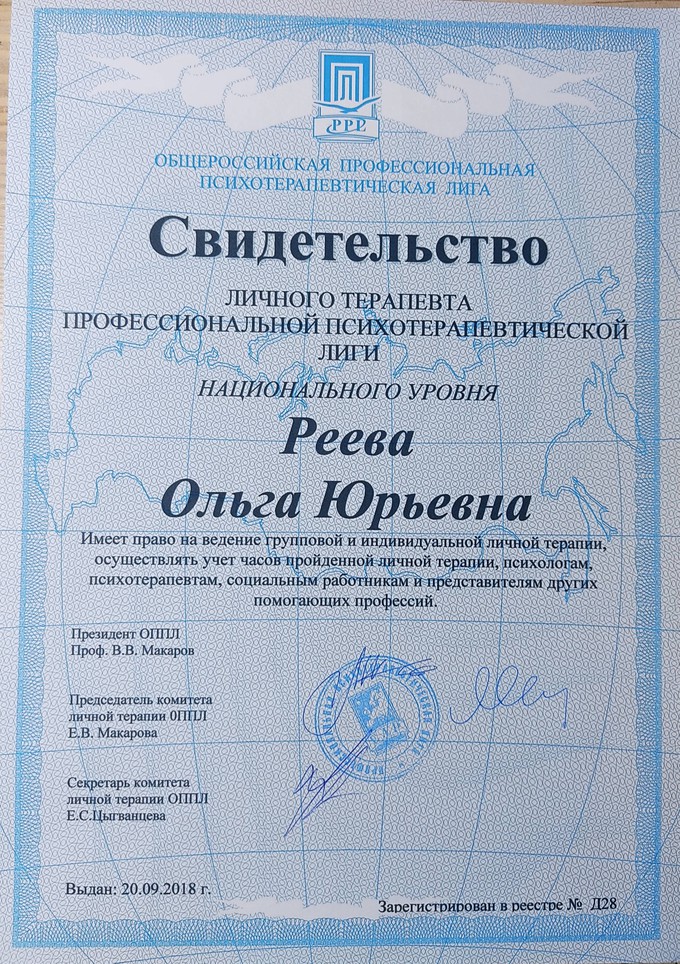 PPL
ОБЩЕРОССИЙСКАЯ ПРОФЕССИОНАЛЬНАЯ
ПСИХОТЕРАПЕВТИЧЕСКАЯ ЛИГА
Свидетельство
ЛИЧНОГО ТЕРАПЕВТА
ПРОФЕССИОНАЛЬНОЙ ПСИХОТЕРАПЕВТИЧЕСКОЙ
ЛИГИ
НАЦИОНАЛЬНОГО УРОВНЯ
Реева
Ольга Юрьевна
Имеет право на ведение групповой и индивидуальной личной терапии,
осуществлять учет часов пройденной личной терапии, психологам,
психотерапевтам, социальным работникам и представителям других
помогающих профессий.
Президент ОППЛ
Проф. В.В. Макаров
Председатель комитета
личной терапии 0ППЛ
Е.В. Макарова
Секретарь комитета
личной терапии ОППЛ
Е.С.Цыганцева
Выдан: 20.09.2018 г.
Зарегистрирован в реестре № Д28